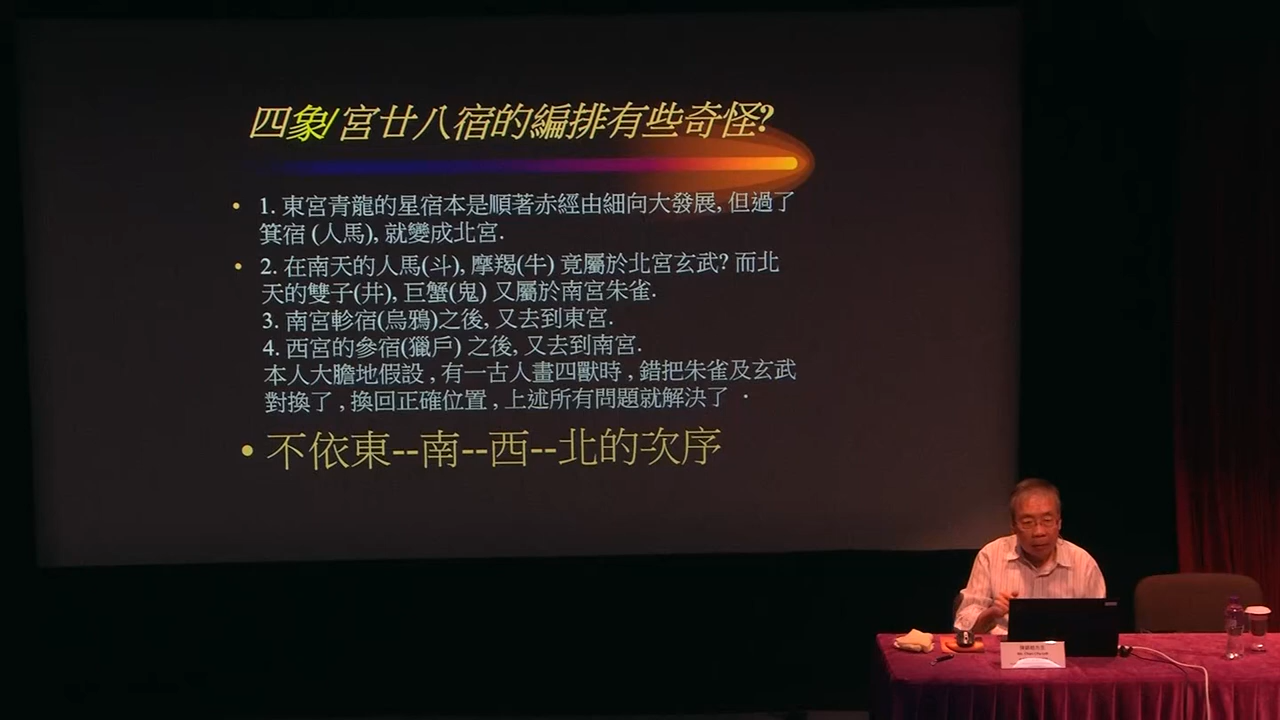 四象/宮廿八宿的編排有些奇怪?
• 1. 東宮青龍的星宿本是順著赤經由細向大發展, 但過了
箕宿 (人馬), 就變成北宮.
• 2. 在南天的人馬(斗), 摩羯(牛) 竟屬於北宮玄武? 而北
天的雙子(井), 巨蟹(鬼) 又屬於南宮朱雀.
3. 南宮軫宿(烏鴉)之後, 又去到東宮.
4. 西宮的參宿(獵戶) 之後, 又去到南宮.
本人大膽地假設 , 有一古人畫四獸時 , 錯把朱雀及玄武
對換了 , 換回正確位置 , 上述所有問題就解決了 ．
• 不依東--南--西--北的次序